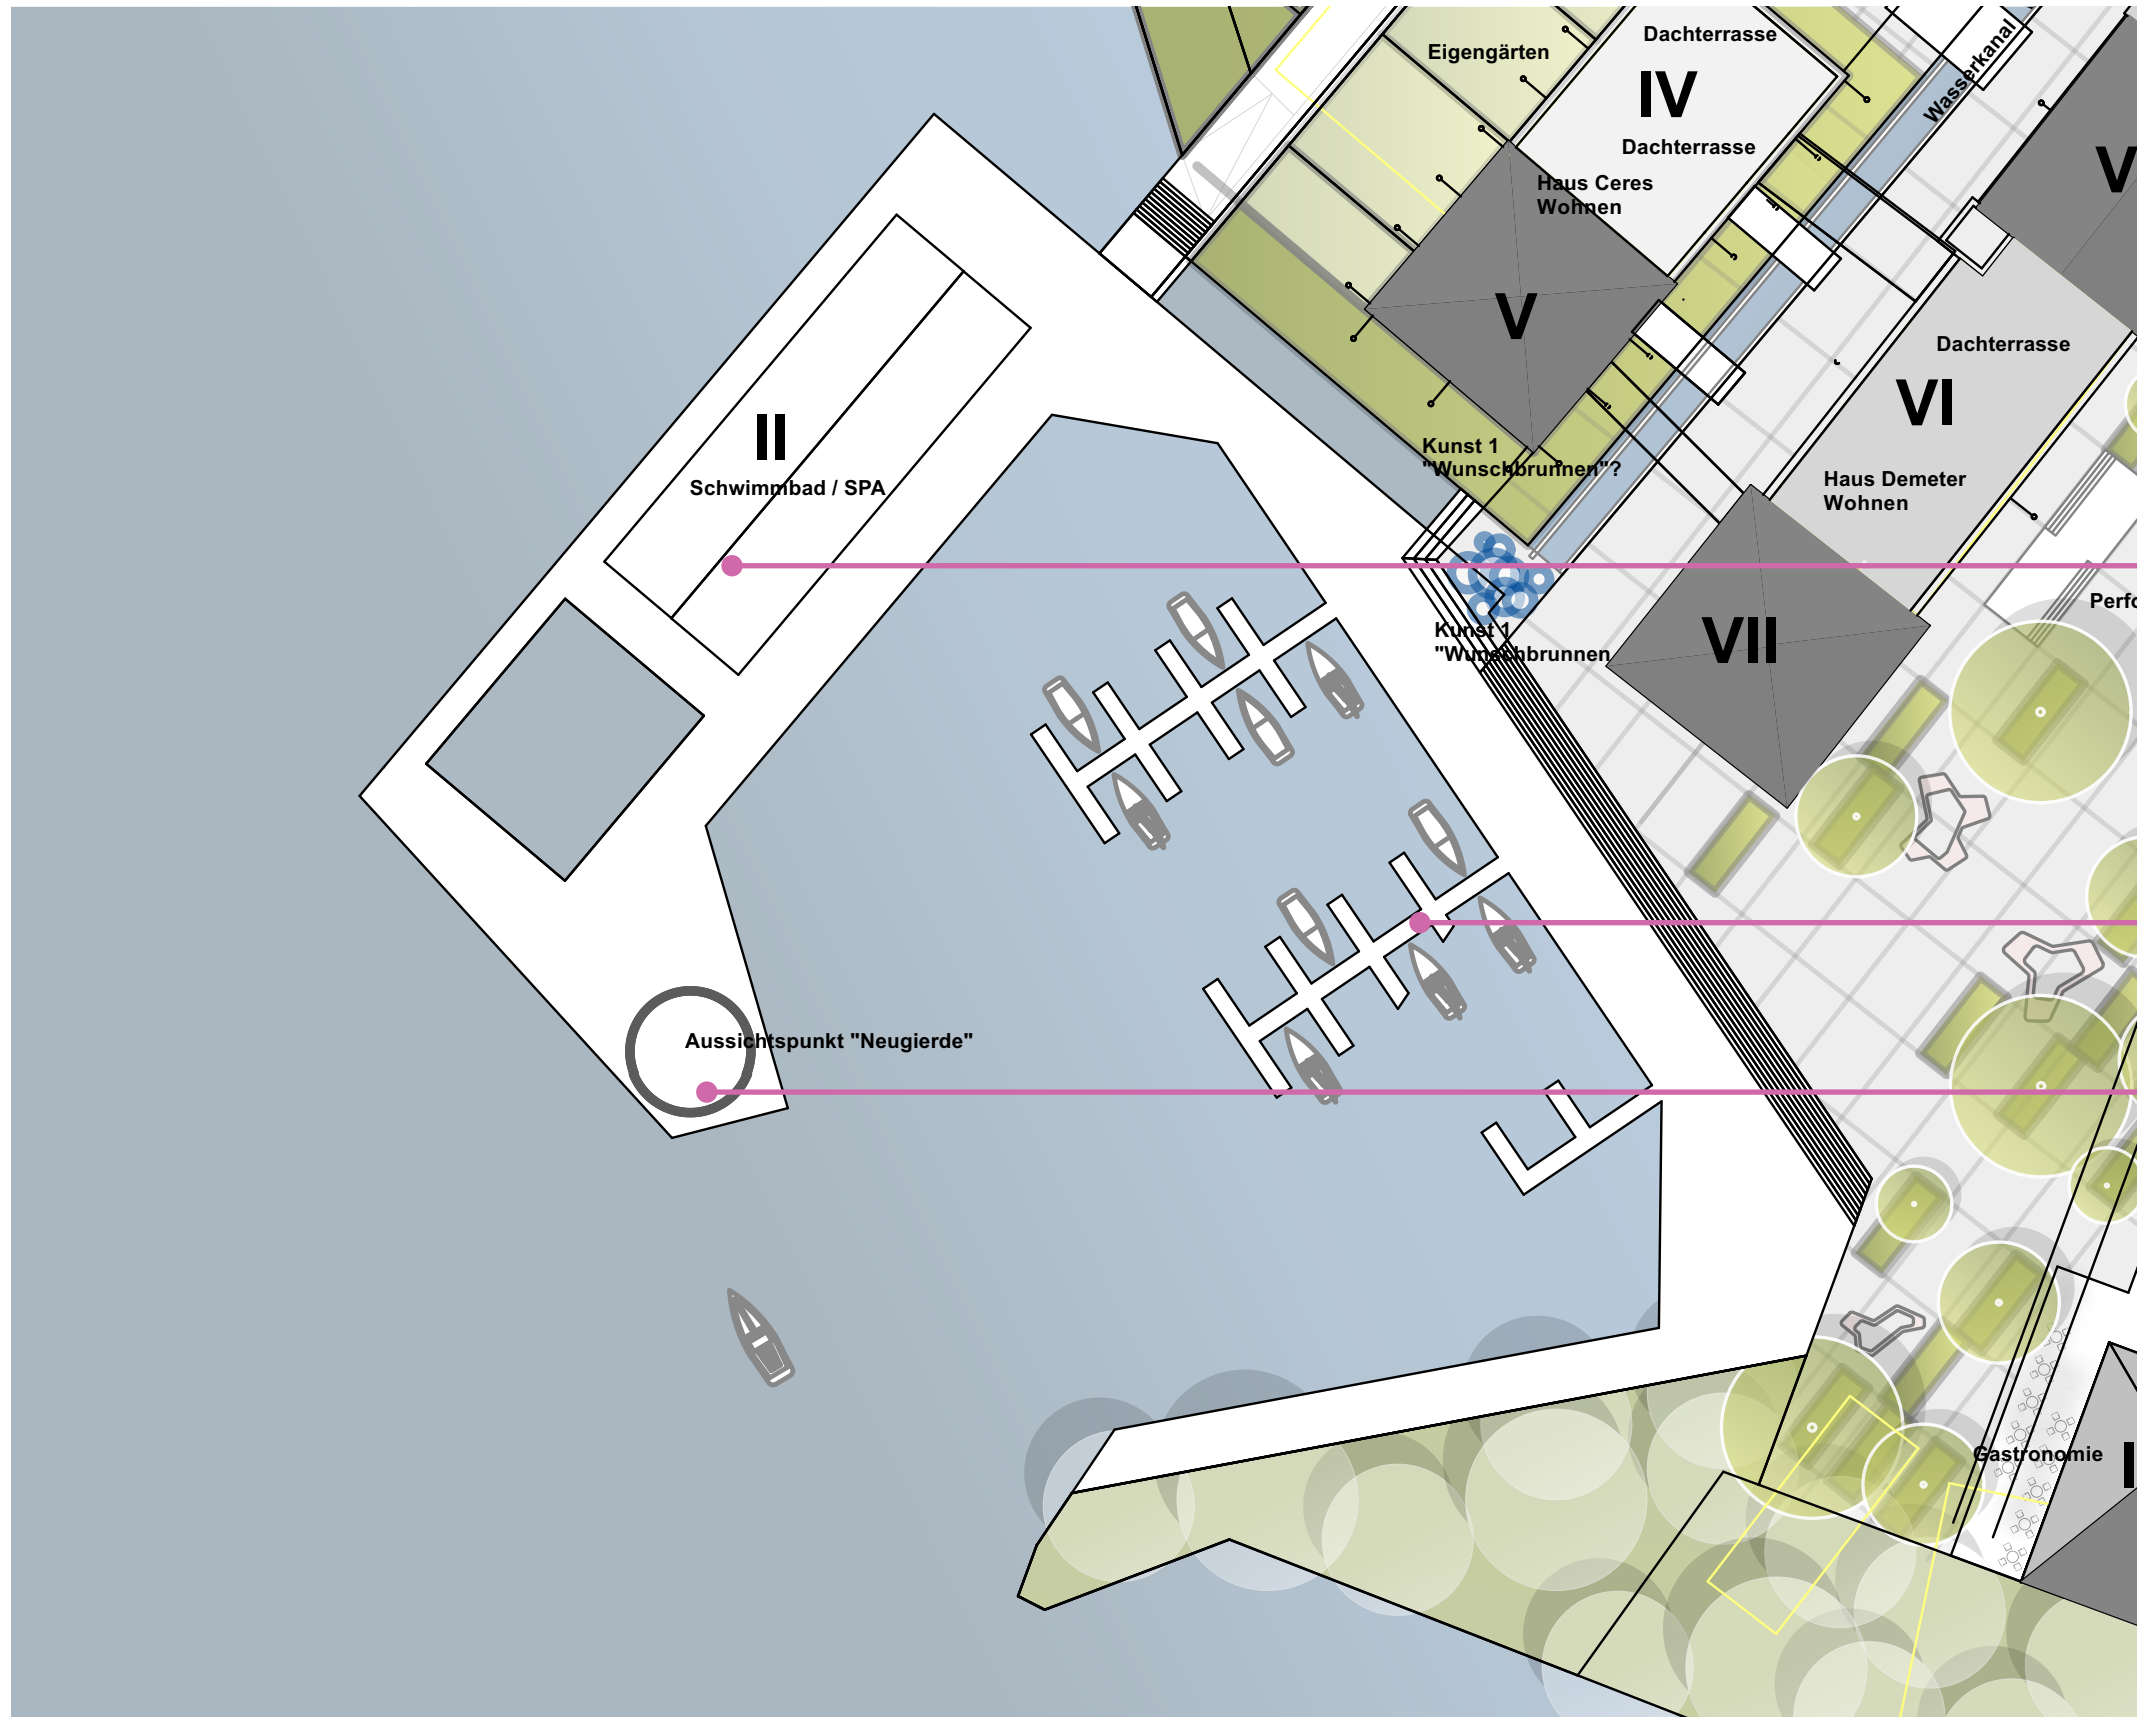 Dachterrasse
Eigengärten
IV
Wasserkanal
Dachterrasse
V
Haus Ceres
Wohnen
V
Dachterrasse
VI
II
Kunst 1
"Wunschbrunnen"?
Schwimmbad / SPA
Haus Demeter
Wohnen
Perfo
Kunst 1
"Wunschbrunnen
VII
Aussichtspunkt "Neugierde"
Gastronomie
I